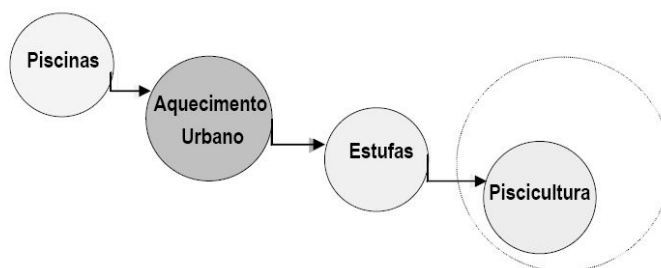 Piscinas
Aquecimento
Urbano
Estufas
Piscicultura